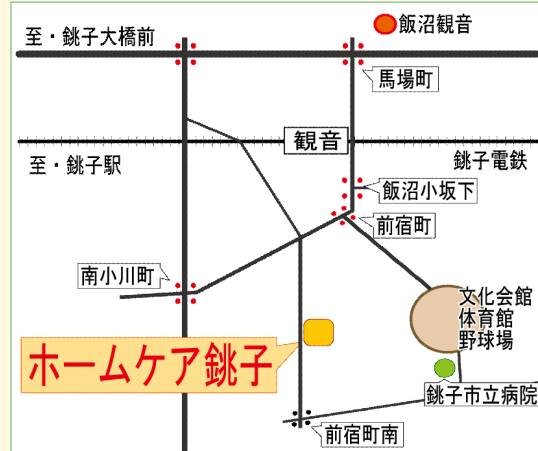 飯沼観音
至・銚子大橋前
馬場町
観音
至・銚子駅
銚子電鉄
飯沼小坂下
前宿町
南小川町
文化会館
体育館
野球場
ホームケア銚子
銚子市立病院
前宿町南